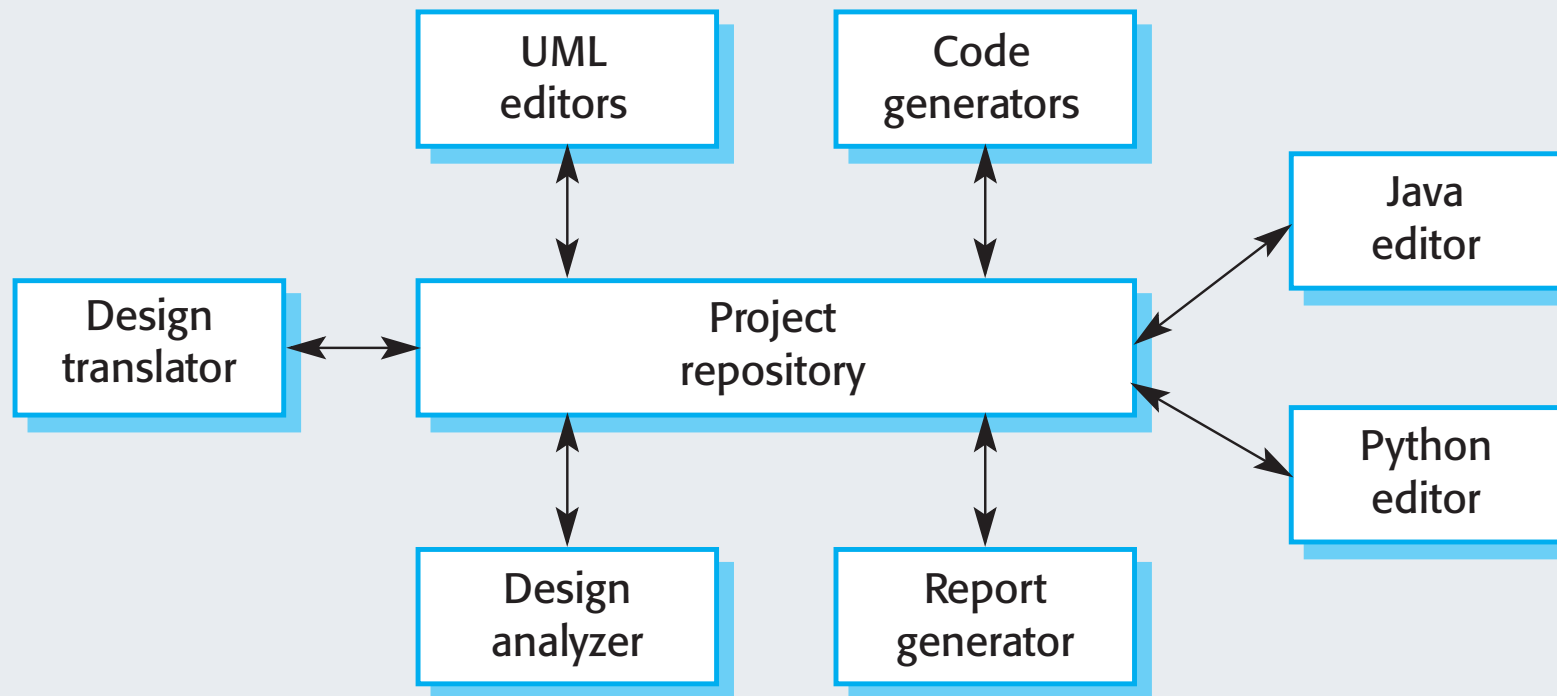 UML
editors
Code
generators
Java
editor
Design
translator
Project
repository
Python
editor
Design
analyzer
Report
generator